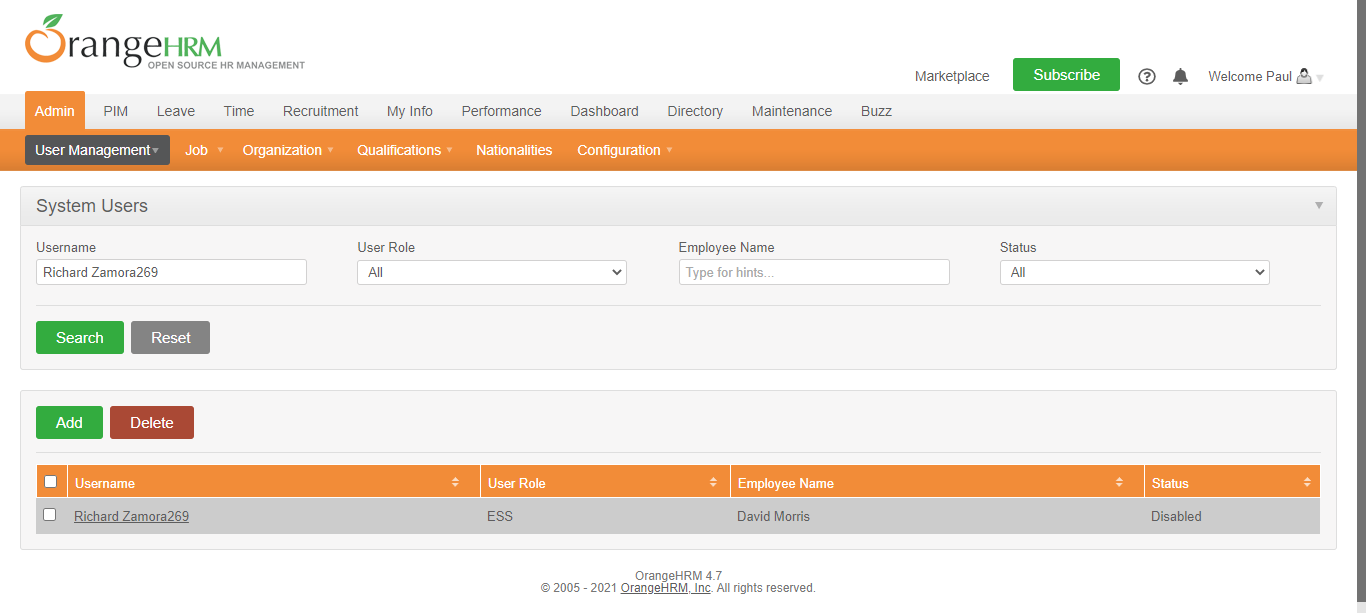 OrangeHRM
OPEN SOURCE HR MANAGEMENT
Marketplace Subscribe ? Welcome Paul
Admin PIM Leave Time Recruitment My Info Performance Dashboard Directory Maintenance Buzz
User Management Job Organization Qualifications Nationalities Configuration
System Users
Username User Role Employee Name Status
Richard Zamora269 All Type for hints... All
Search Reset
Add Delete
Username User Role Employee Name Status
Richard Zamora269 ESS David Morris Disabled
OrangeHRM 4.7
© 2005 - 2021 OrangeHRM, Inc. All rights reserved.